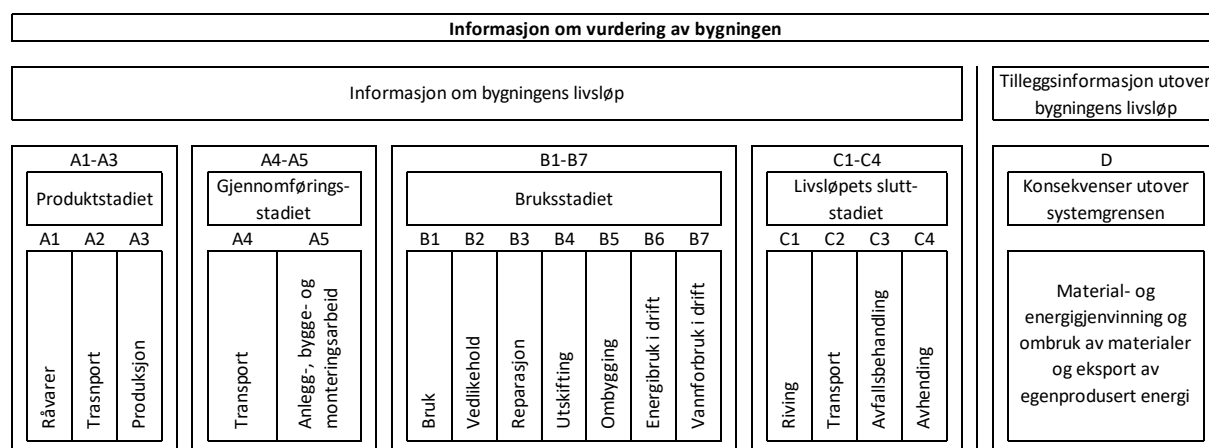 Informasjon om vurdering av bygningen
Informasjon om bygningens livsløp
Tilleggsinformasjon utover
bygningens livsløp
A1-A3
Produktstadiet
A1 A2 A3
Råvarer
Trasnport
Produksjon
A4-A5
Gjennomførings-
stadiet
A4 A5
Transport
Anlegg-, bygge- og
monteringsarbeid
B1-B7
Bruksstadiet
B1 B2 B3 B4 B5 B6 B7
Bruk
Vedlikehold
Reparasjon
Utskifting
Ombygging
Energibruk i drift
Vannforbruk i drift
C1-C4
Livsløpets slutt-
stadiet
C1 C2 C3 C4
Riving
Transport
Avfallsbehandling
Avhending
D
Konsekvenser utover
systemgrensen
Material- og
energigjenvinning og
ombruk av materialer
og eksport av
egenprodusert energi